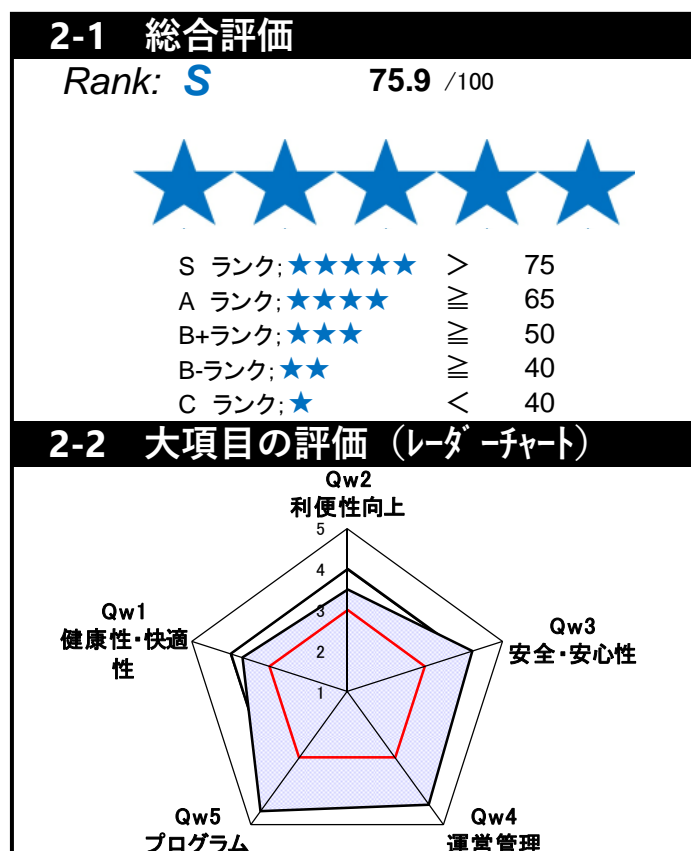 2-1 総合評価
Rank: S 75.9 /100
S ランク;★★★★★ ＞ 75
A ランク;★★★★ ≧ 65
B+ランク;★★★ ≧ 50
B-ランク;★★ ≧ 40
C ランク;★ ＜ 40
2-2 大項目の評価（ﾚｰﾀﾞｰﾁｬｰﾄ）
Qw2
利便性向上
5
4
3
2
1
Qw1
健康性・快適
性
Qw3
安全・安心性
Qw5
プログラム
Qw4
運営管理